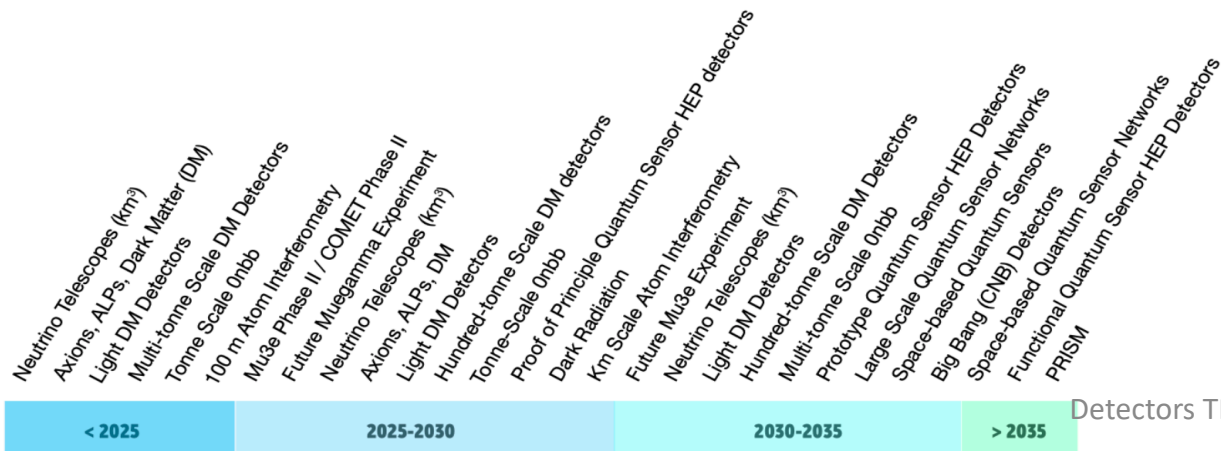 Neutrino Telescopes (km³)
Axions, ALPs, Dark Matter (DM)
Light DM Detectors
Multi-tonne Scale DM Detectors
Tonne Scale 0nbb
100 m Atom Interferometry
Mu3e Phase II / COMET Phase II
Future Muegamma Experiment
Neutrino Telescopes (km³)
Axions, ALPs, DM
Light DM Detectors
Hundred-tonne Scale DM detectors
Tonne-Scale 0nbb
Proof of Principle Quantum Sensor HEP detectors
Dark Radiation
Km Scale Atom Interferometry
Future Mu3e Experiment
Neutrino Telescopes (km³)
Light DM Detectors
Hundred-tonne Scale DM Detectors
Multi-tonne Scale 0nbb
Prototype Quantum Sensor HEP Detectors
Large Scale Quantum Sensor Networks
Space-based Quantum Sensors
Big Bang (CNB) Detectors
Space-based Quantum Sensor Networks
Functional Quantum Sensor HEP Detectors
PRISM
< 2025
2025-2030
2030-2035
> 2035
Detectors